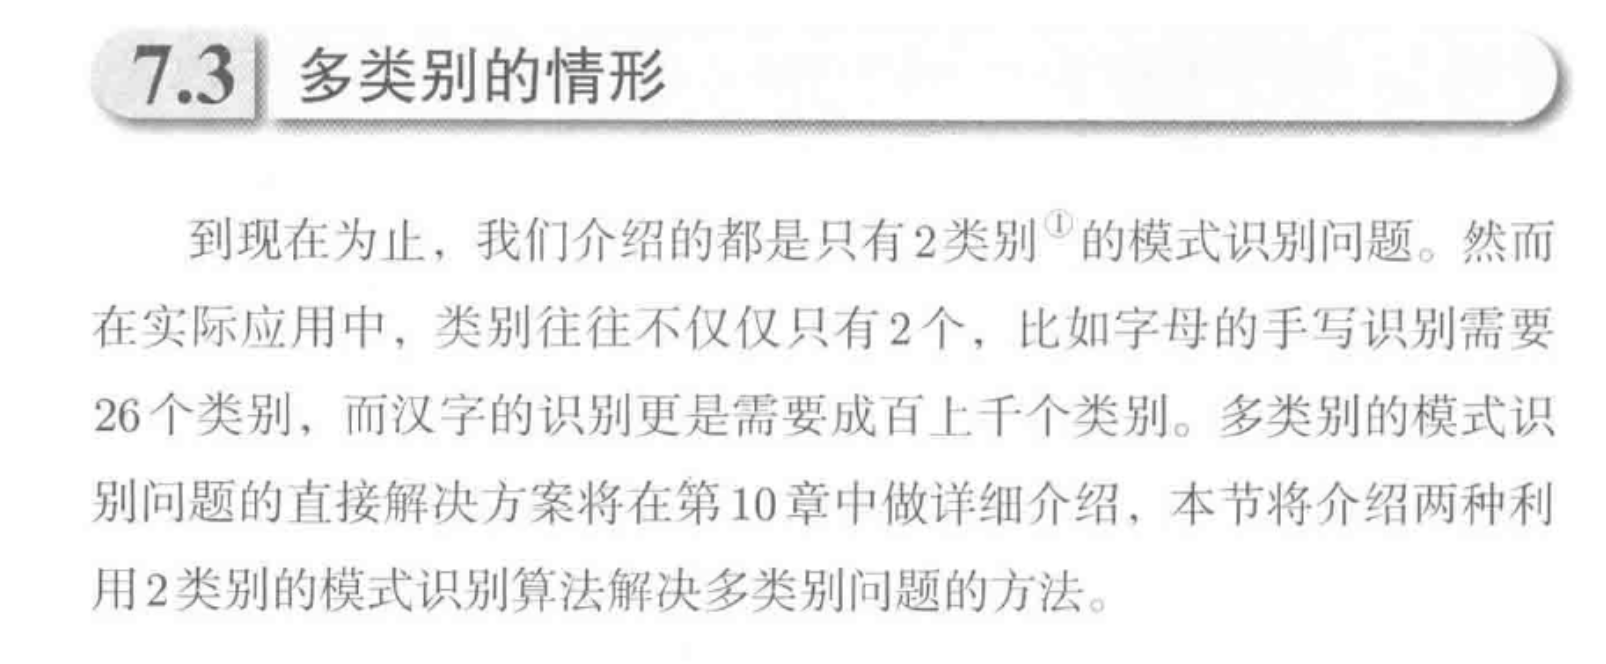 7.3 多类别的情形
到现在为止，我们介绍的都是只有2类别①的模式识别问题。然而
在实际应用中，类别往往不仅仅只有2个，比如字母的手写识别需要
26个类别，而汉字的识别更是需要成百上千个类别。多类别的模式识
别问题的直接解决方案将在第10章中做详细介绍，本节将介绍两种利
用2类别的模式识别算法解决多类别问题的方法。